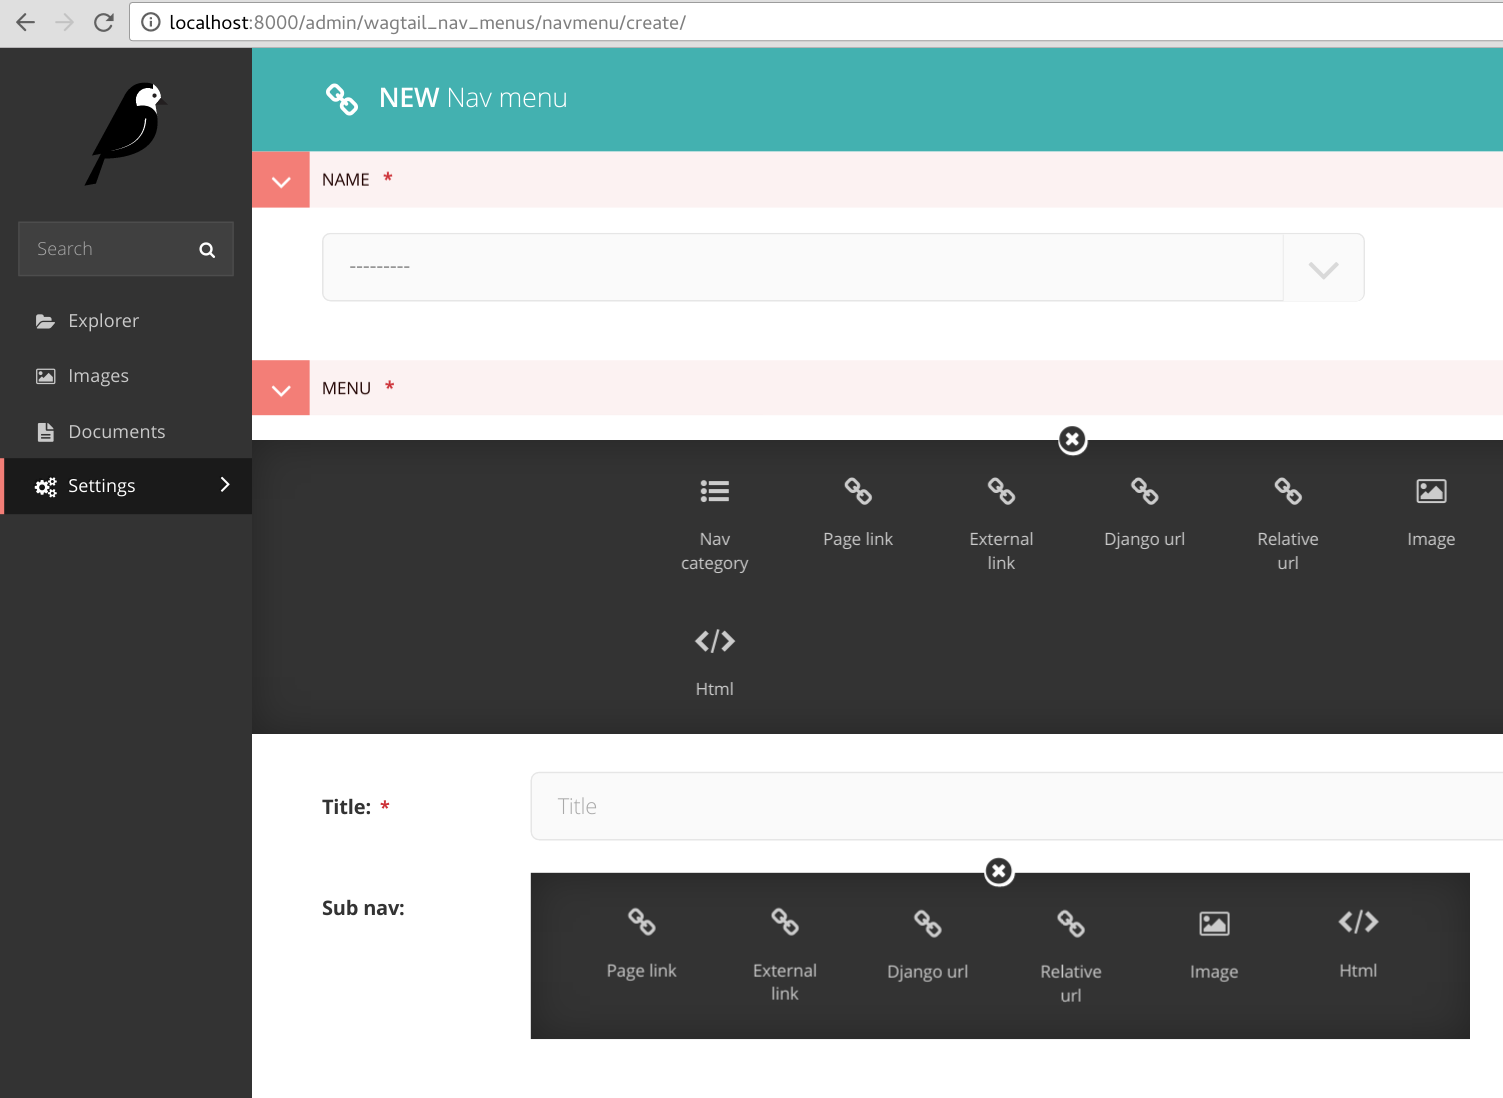 localhost:8000/admin/wagtail_nav_menus/navmenu/create/
NEW Nav menu
NAME *
Search
---------
Explorer
Images
MENU *
Documents
Settings
Nav category
Page link
External link
Django url
Relative url
Image
Html
Title: *
Title
Sub nav:
Page link
External link
Django url
Relative url
Image
Html